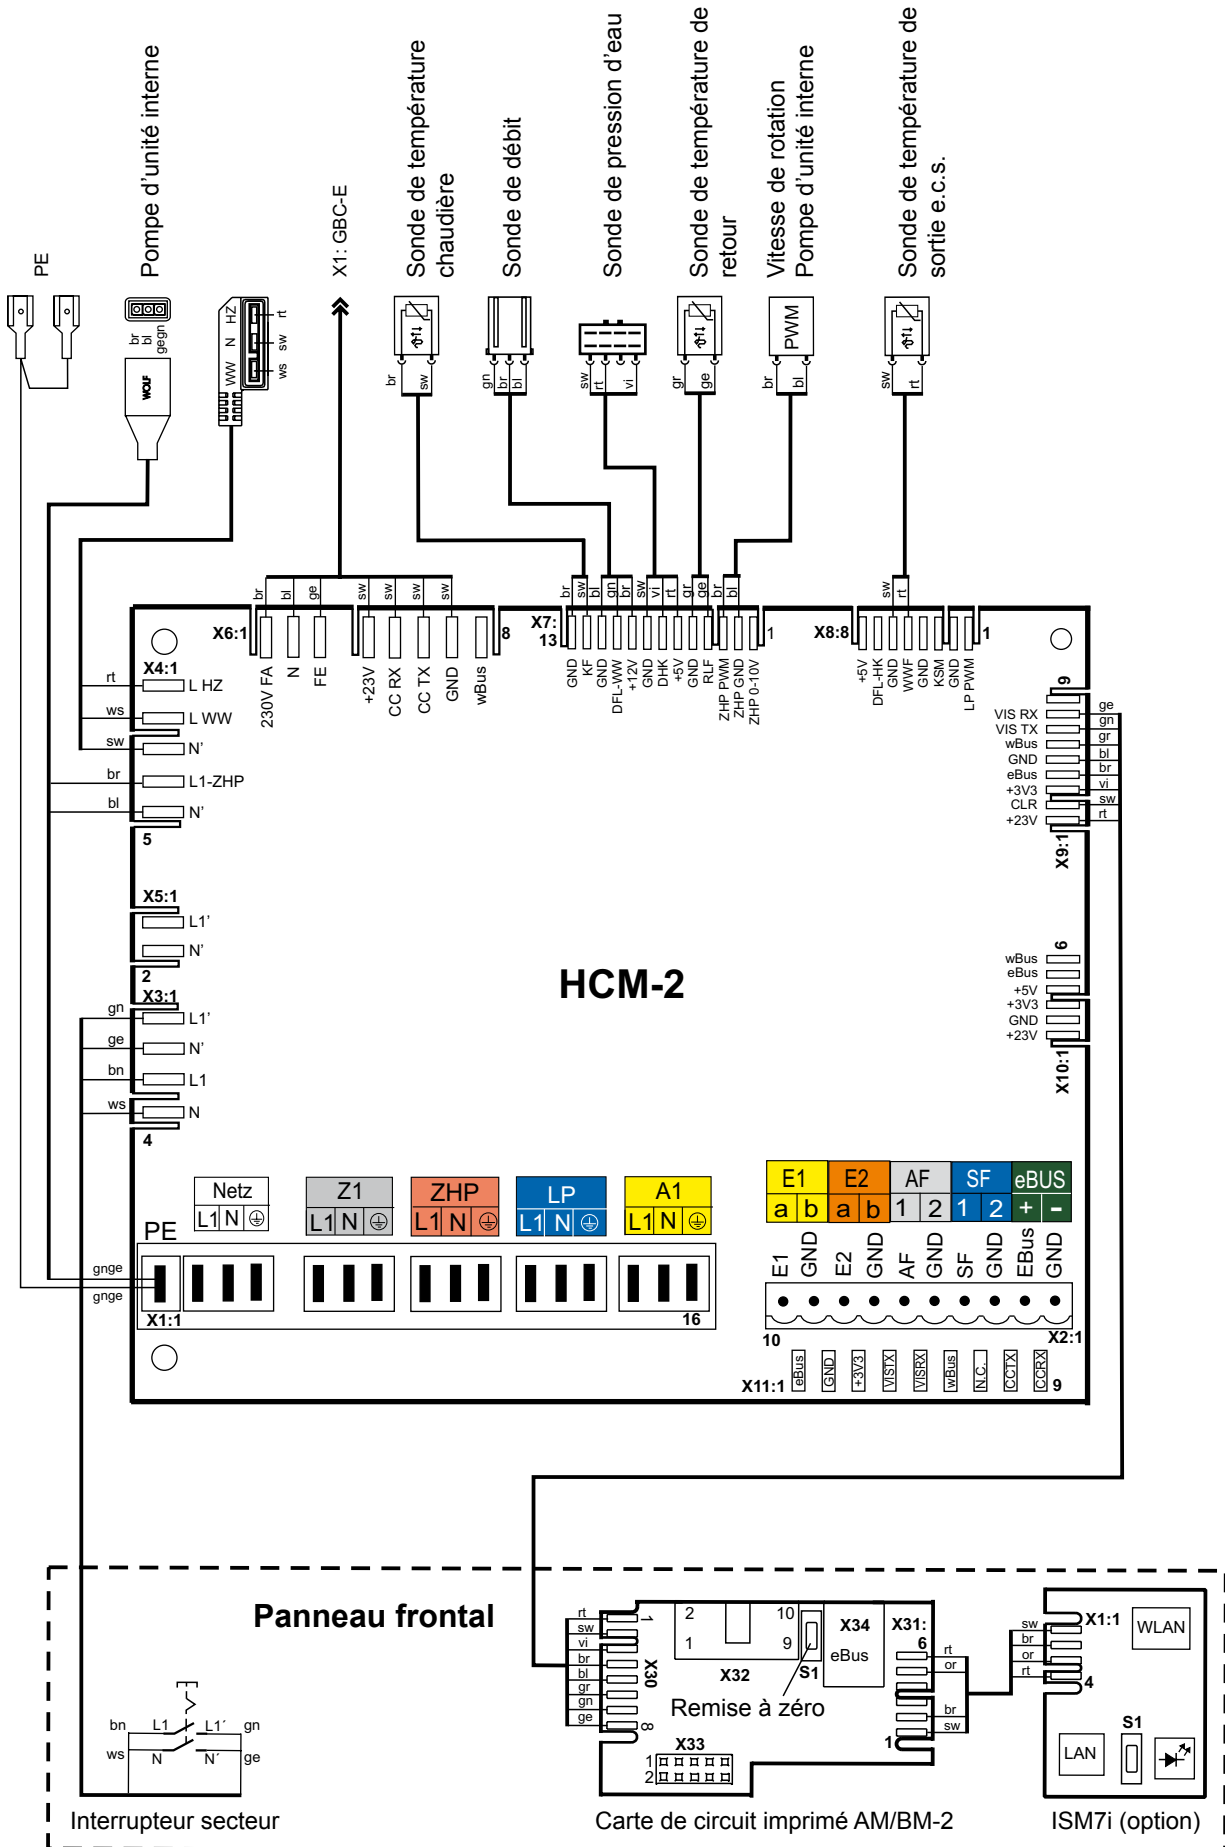 PE
Pompe d'unité interne
X1: GBC-E
Sonde de température
chaudière
Sonde de débit
Sonde de pression d'eau
Sonde de température de
retour
Vitesse de rotation
Pompe d'unité interne
Sonde de température de
sortie e.c.s.
br
bl
gegn
WOLF
WW N HZ
ws sw rt
br sw
gn br bl
sw rt vi
gr ge
PWM
br bl
sw rt
br bl ge sw sw sw sw
br sw bl gn br sw vi rt gr ge br bl
sw rt
X6:1
8
230V FA
N
FE
+23V
CC RX
CC TX
GND
wBus
X7:
13
1
GND
KF
GND
DFL-WW
+12V
GND
DHK
+5V
GND
RLF
ZHP PWM
ZHP GND
ZHP 0-10V
X8:8
1
+5V
DFL-HK
GND
WWF
GND
KSM
GND
LP PWM
X4:1
rt L HZ
ws L WW
sw N'
br L1-ZHP
bl N'
5
X5:1
L1'
N'
2
X3:1
gn L1'
ge N'
bn L1
ws N
4
HCM-2
9
VIS RX ge
VIS TX gn
wBus gr
GND bl
eBus br
+3V3 vi
CLR sw
+23V rt
X9:1
6
wBus
eBus
+5V
+3V3
GND
+23V
X10:1
Netz Z1 ZHP LP A1
L1 N L1 N L1 N L1 N L1 N
PE
gnge
gnge
X1:1
16
E1 E2 AF SF eBUS
a b a b 1 2 1 2 + -
E1 GND E2 GND AF GND SF GND EBus GND
10
X2:1
X11:1 eBus GND +3V3 VISTX VISRX wBus N.C. CCTX CCRX 9
Panneau frontal
bn L1 L1´ gn
ws N N´ ge
Interrupteur secteur
rt
sw
vi
br
bl
gr
gn
ge
1
X30
8
2 10
1 9
X32
S1
X34
eBus
X31:
6
rt
or
br
sw
1
Remise à zéro
X33
1
2
Carte de circuit imprimé AM/BM-2
sw
br
or
rt
X1:1
4
WLAN
LAN
S1
ISM7i (option)